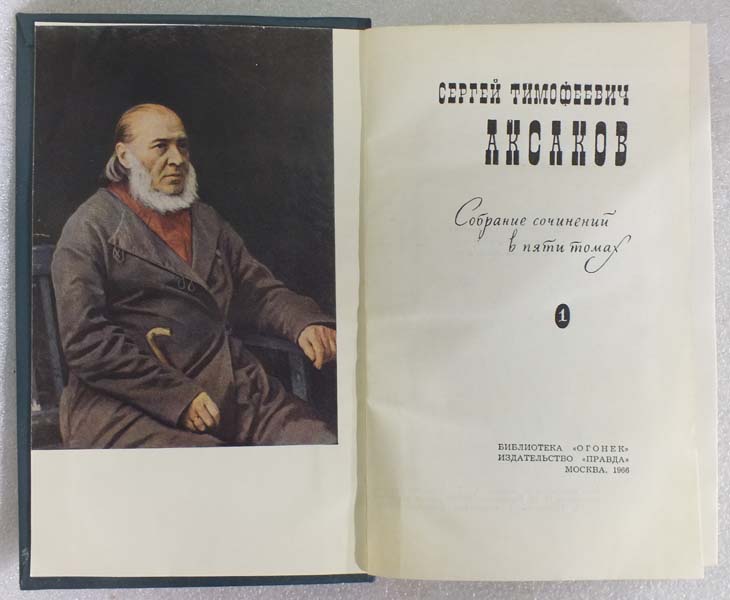 СЕРГЕЙ ТИМОФЕЕВИЧ
АКСАКОВ
Собрание сочинений
в пяти томах
1
БИБЛИОТЕКА «ОГОНЕК»
ИЗДАТЕЛЬСТВО «ПРАВДА»
МОСКВА. 1966